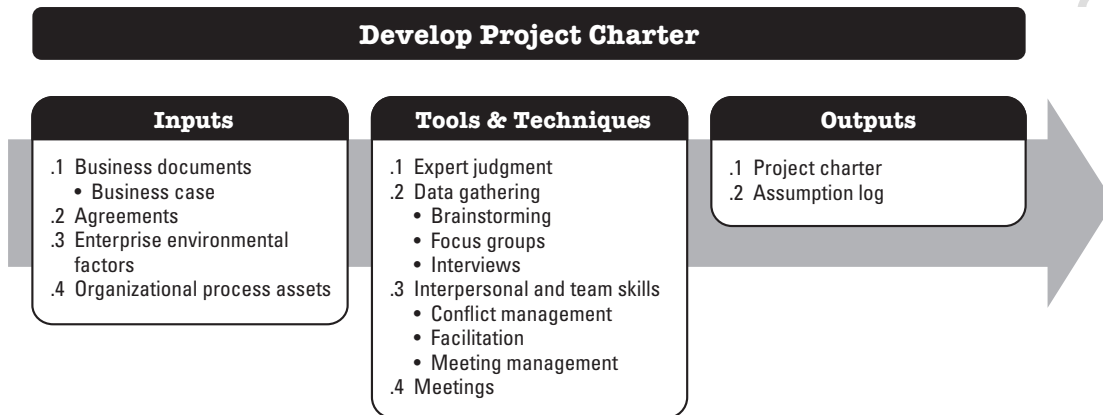 Develop Project Charter
Inputs
.1 Business documents
• Business case
.2 Agreements
.3 Enterprise environmental
factors
.4 Organizational process assets
Tools & Techniques
.1 Expert judgment
.2 Data gathering
• Brainstorming
• Focus groups
• Interviews
.3 Interpersonal and team skills
• Conflict management
• Facilitation
• Meeting management
.4 Meetings
Outputs
.1 Project charter
.2 Assumption log